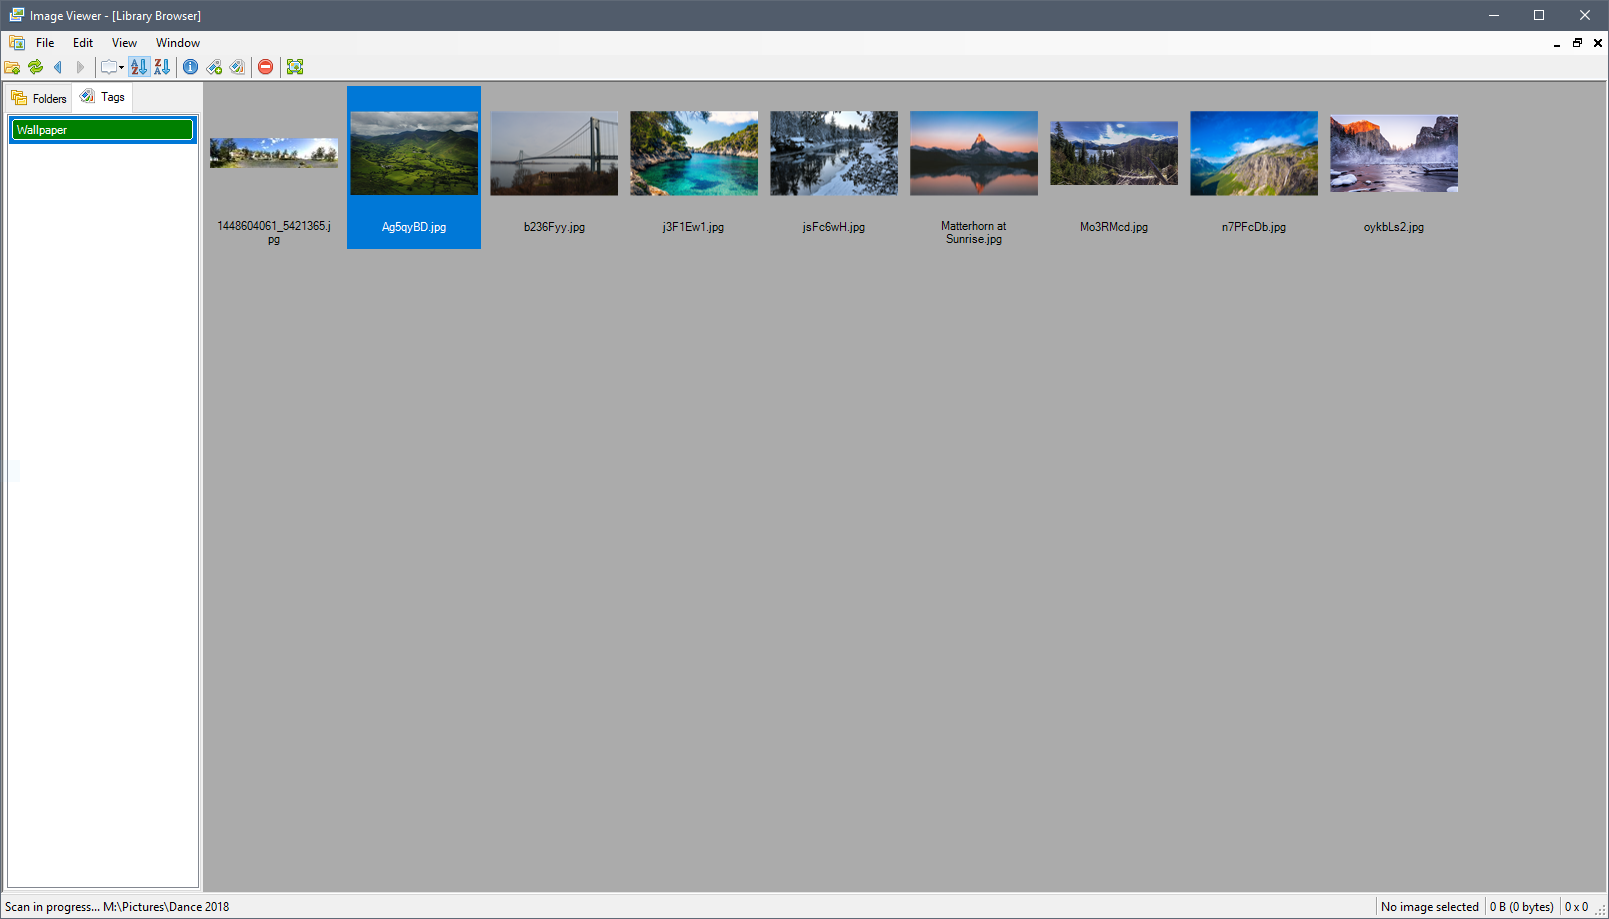 Image Viewer - [Library Browser]
File Edit View Window
Folders Tags
Wallpaper
1448604061_5421365.j
pg
Ag5qyBD.jpg
b236Fyy.jpg
j3F1Ew1.jpg
jsFc6wH.jpg
Matterhorn at
Sunrise.jpg
Mo3RMcd.jpg
n7PFcDb.jpg
oykbLs2.jpg
Scan in progress... M:\Pictures\Dance 2018
No image selected 0 B (0 bytes) 0 x 0